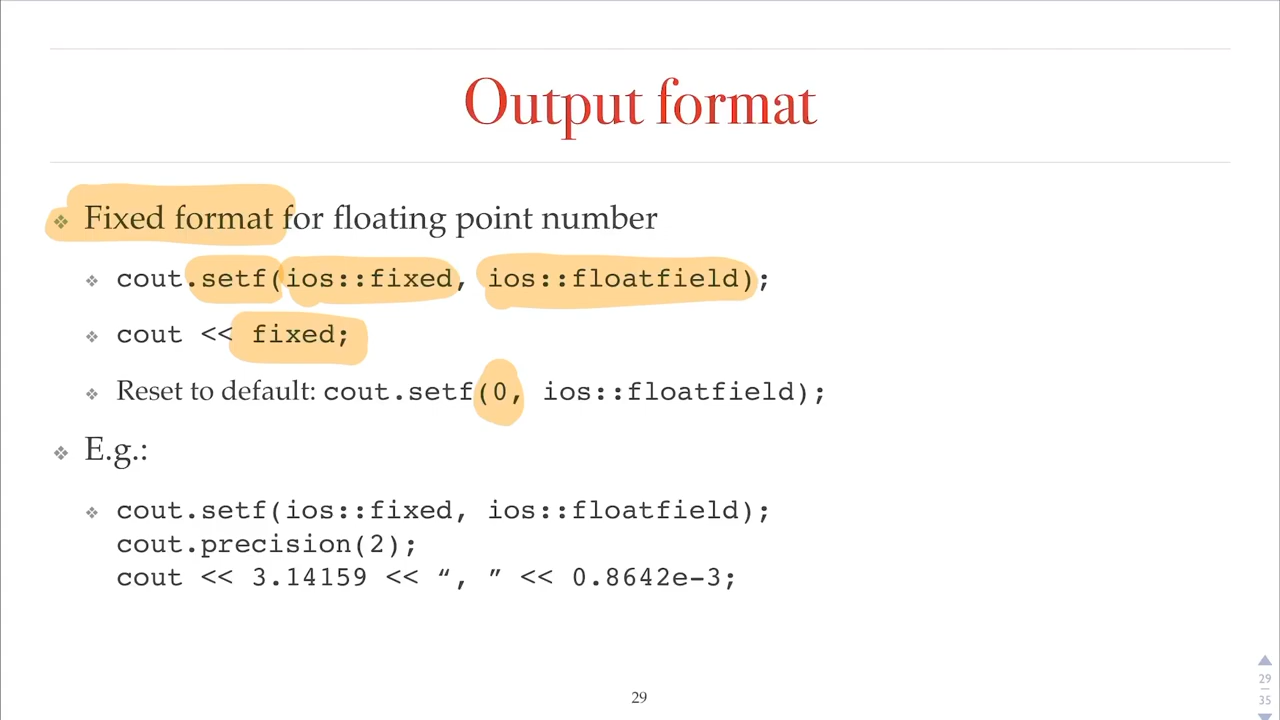 Output format
❖ Fixed format for floating point number
❖ cout.setf(ios::fixed, ios::floatfield);
❖ cout << fixed;
❖ Reset to default: cout.setf(0, ios::floatfield);
❖ E.g.:
❖ cout.setf(ios::fixed, ios::floatfield);
cout.precision(2);
cout << 3.14159 << “, ” << 0.8642e-3;
29
29
35